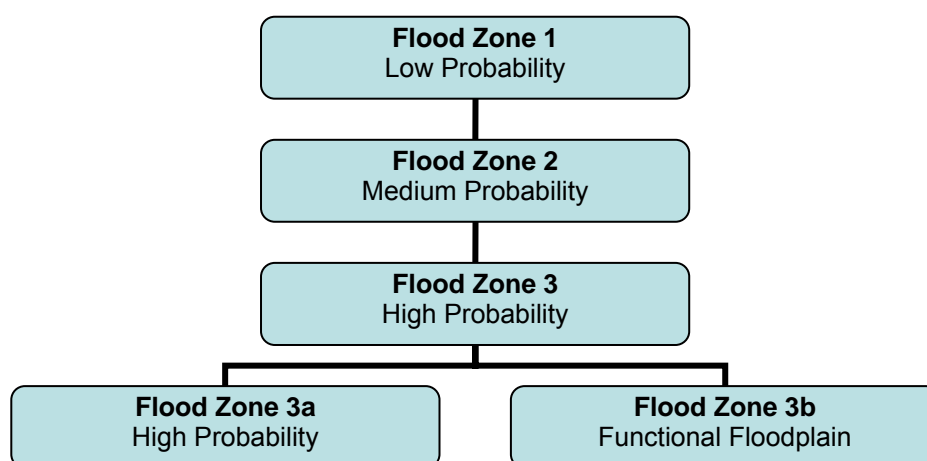 Flood Zone 1
Low Probability
Flood Zone 2
Medium Probability
Flood Zone 3
High Probability
Flood Zone 3a
High Probability
Flood Zone 3b
Functional Floodplain